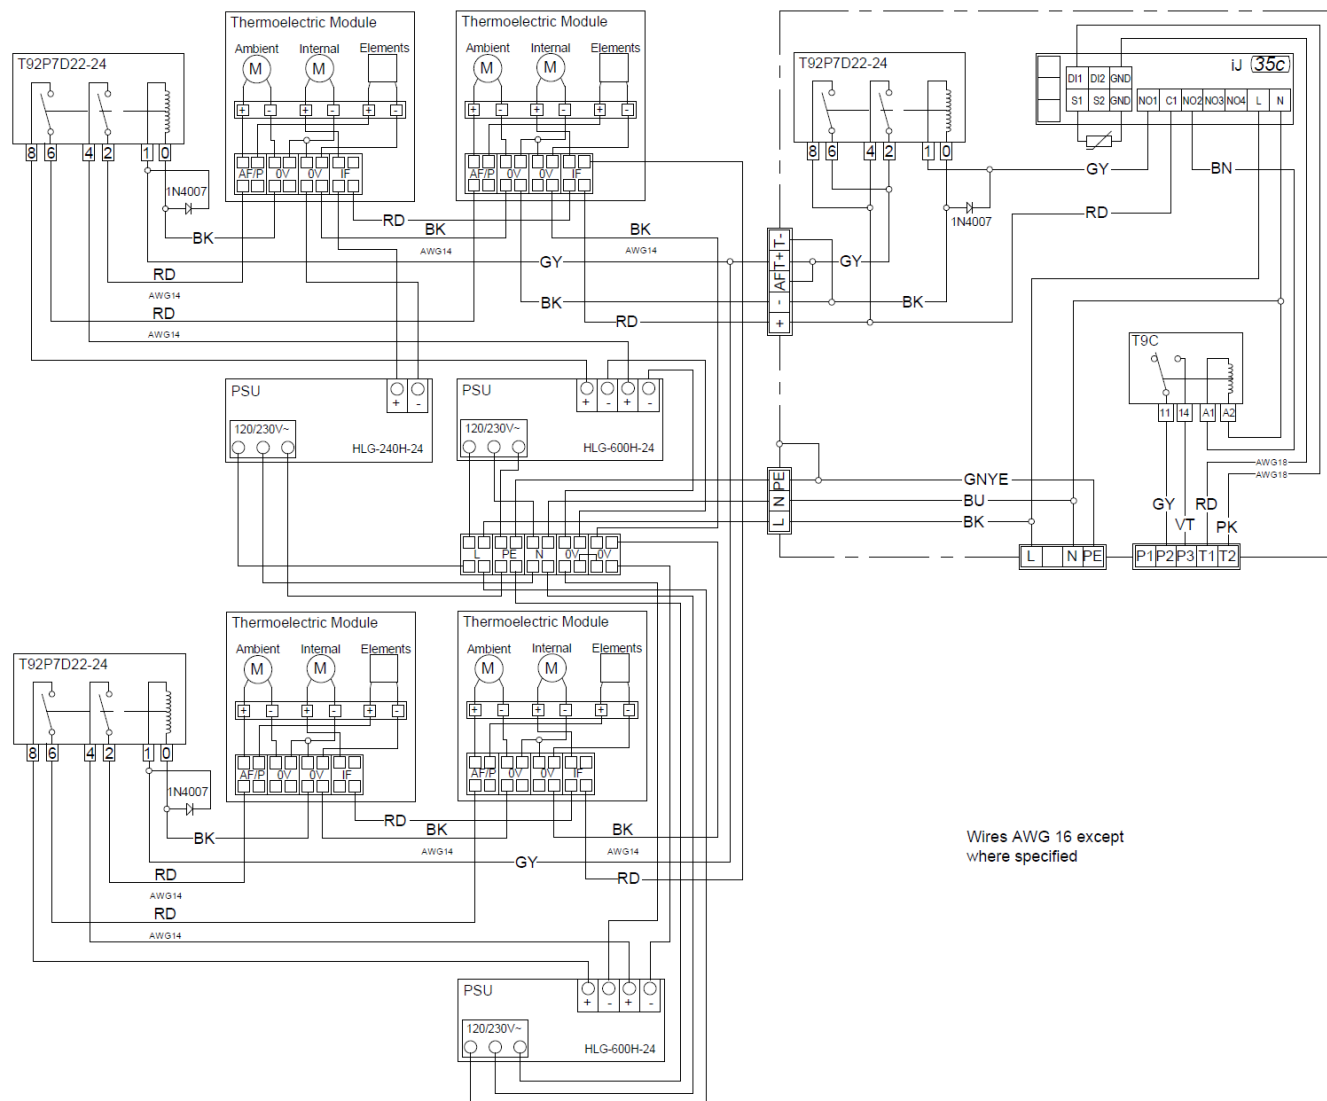 Thermoelectric Module
Ambient Internal Elements
M M
+ - + - + -
AF/P 0V 0V IF
Thermoelectric Module
Ambient Internal Elements
M M
+ - + - + -
AF/P 0V 0V IF
T92P7D22-24
8 6 4 2 1 0
1N4007
BK
RD
AWG14
RD
AWG14
RD
BK
AWG14
GY
BK
AWG14
BK
RD
PSU
+ -
120/230V~
HLG-240H-24
PSU
+ - + -
120/230V~
HLG-600H-24
L PE N 0V 0V
T92P7D22-24
8 6 4 2 1 0
1N4007
iJ 35c
DI1 DI2 GND
S1 S2 GND NO1 C1 NO2 NO3 NO4 L N
GY
BN
RD
T-
T+
AF
-
+
GY
BK
T9C
11 14 A1 A2
AWG18
AWG18
PE
N
L
GNYE
BU
BK
GY
VT
RD
PK
L N PE
P1 P2 P3 T1 T2
Thermoelectric Module
Ambient Internal Elements
M M
+ - + - + -
AF/P 0V 0V IF
Thermoelectric Module
Ambient Internal Elements
M M
+ - + - + -
AF/P 0V 0V IF
T92P7D22-24
8 6 4 2 1 0
1N4007
BK
RD
AWG14
RD
AWG14
RD
BK
AWG14
GY
BK
AWG14
RD
PSU
+ - + -
120/230V~
HLG-600H-24
Wires AWG 16 except
where specified